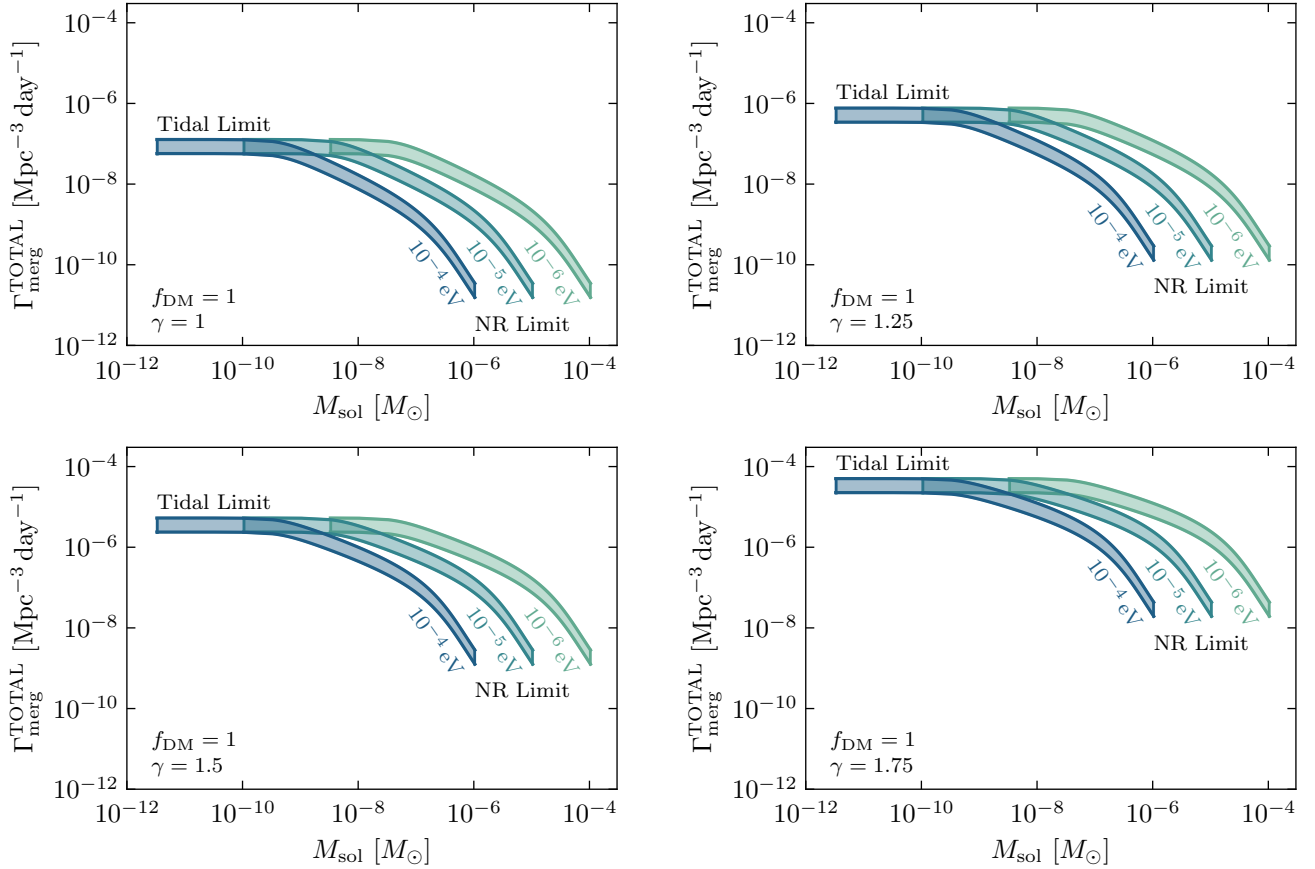 10⁻⁴
10⁻⁶
10⁻⁸
10⁻¹⁰
10⁻¹²
Γ_merg^TOTAL [Mpc⁻³ day⁻¹]
Tidal Limit
10⁻⁴ eV
10⁻⁵ eV
10⁻⁶ eV
NR Limit
f_DM = 1
γ = 1
10⁻¹² 10⁻¹⁰ 10⁻⁸ 10⁻⁶ 10⁻⁴
M_sol [M_⊙]
10⁻⁴
10⁻⁶
10⁻⁸
10⁻¹⁰
10⁻¹²
Γ_merg^TOTAL [Mpc⁻³ day⁻¹]
Tidal Limit
10⁻⁴ eV
10⁻⁵ eV
10⁻⁶ eV
NR Limit
f_DM = 1
γ = 1.25
10⁻¹² 10⁻¹⁰ 10⁻⁸ 10⁻⁶ 10⁻⁴
M_sol [M_⊙]
10⁻⁴
10⁻⁶
10⁻⁸
10⁻¹⁰
10⁻¹²
Γ_merg^TOTAL [Mpc⁻³ day⁻¹]
Tidal Limit
10⁻⁴ eV
10⁻⁵ eV
10⁻⁶ eV
NR Limit
f_DM = 1
γ = 1.5
10⁻¹² 10⁻¹⁰ 10⁻⁸ 10⁻⁶ 10⁻⁴
M_sol [M_⊙]
10⁻⁴
10⁻⁶
10⁻⁸
10⁻¹⁰
10⁻¹²
Γ_merg^TOTAL [Mpc⁻³ day⁻¹]
Tidal Limit
10⁻⁴ eV
10⁻⁵ eV
10⁻⁶ eV
NR Limit
f_DM = 1
γ = 1.75
10⁻¹² 10⁻¹⁰ 10⁻⁸ 10⁻⁶ 10⁻⁴
M_sol [M_⊙]